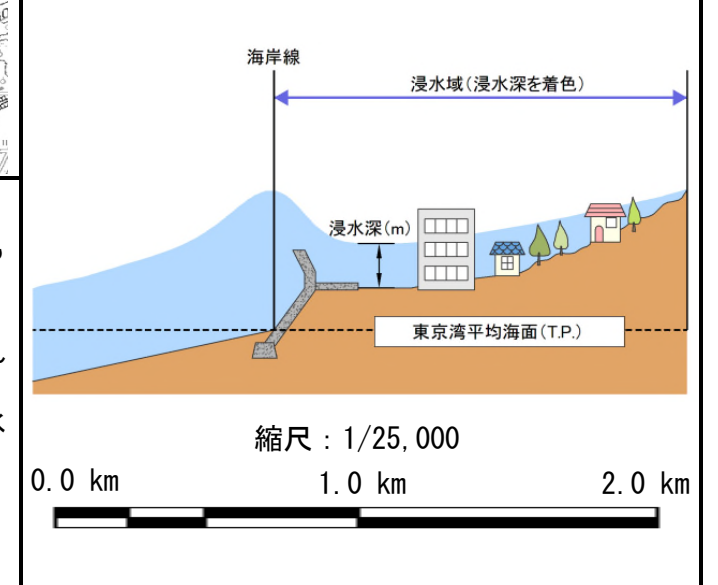 海岸線
浸水域(浸水深を着色)
浸水深(m)
東京湾平均海面(T.P.)
縮尺：1/25,000
0.0 km 1.0 km 2.0 km